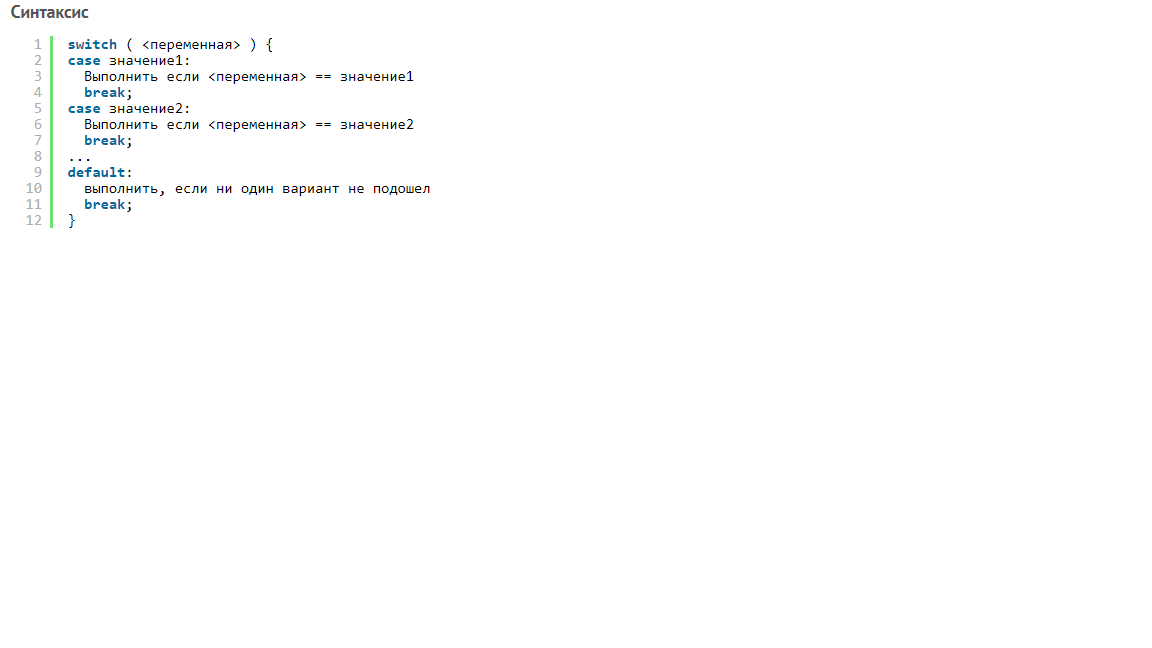 Синтаксис
1 switch ( <переменная> ) {
2 case значение1:
3 Выполнить если <переменная> == значение1
4 break;
5 case значение2:
6 Выполнить если <переменная> == значение2
7 break;
8 ...
9 default:
10 выполнить, если ни один вариант не подошел
11 break;
12 }